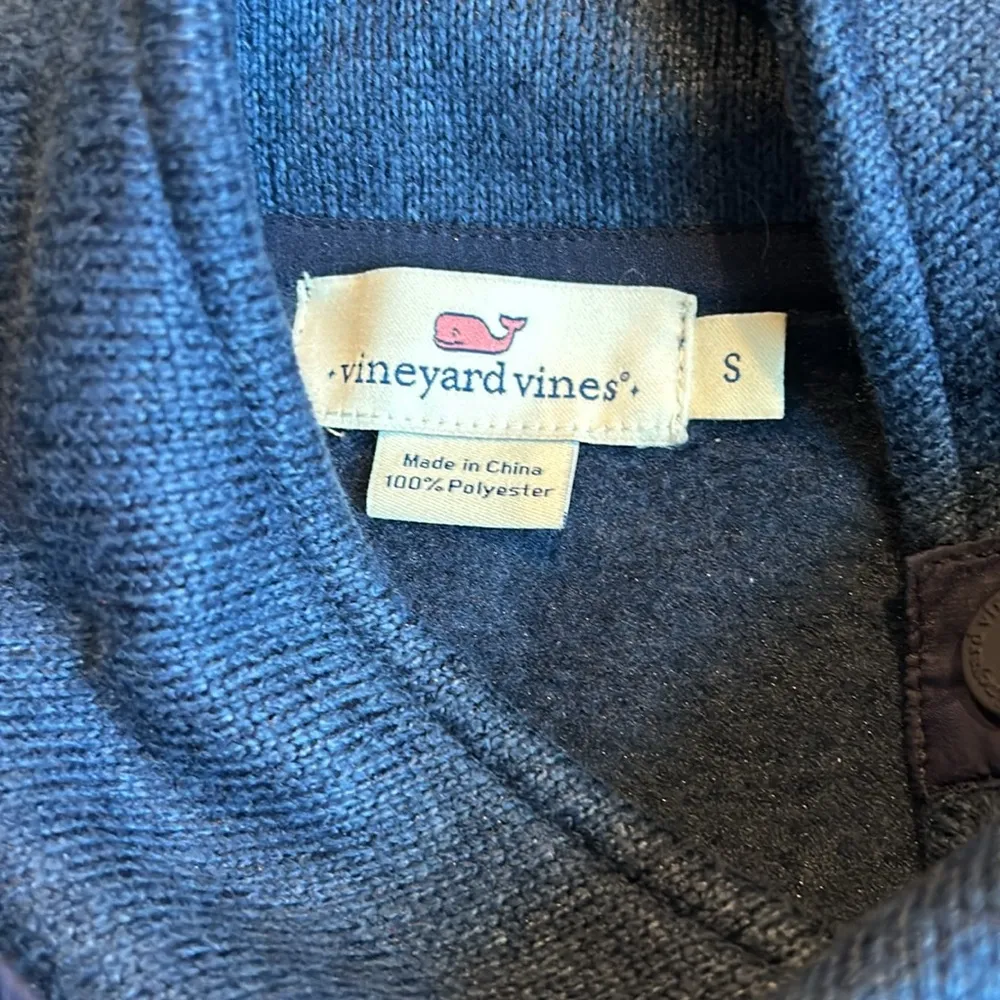 ·vineyard vines®·
S
Made in China
100% Polyester